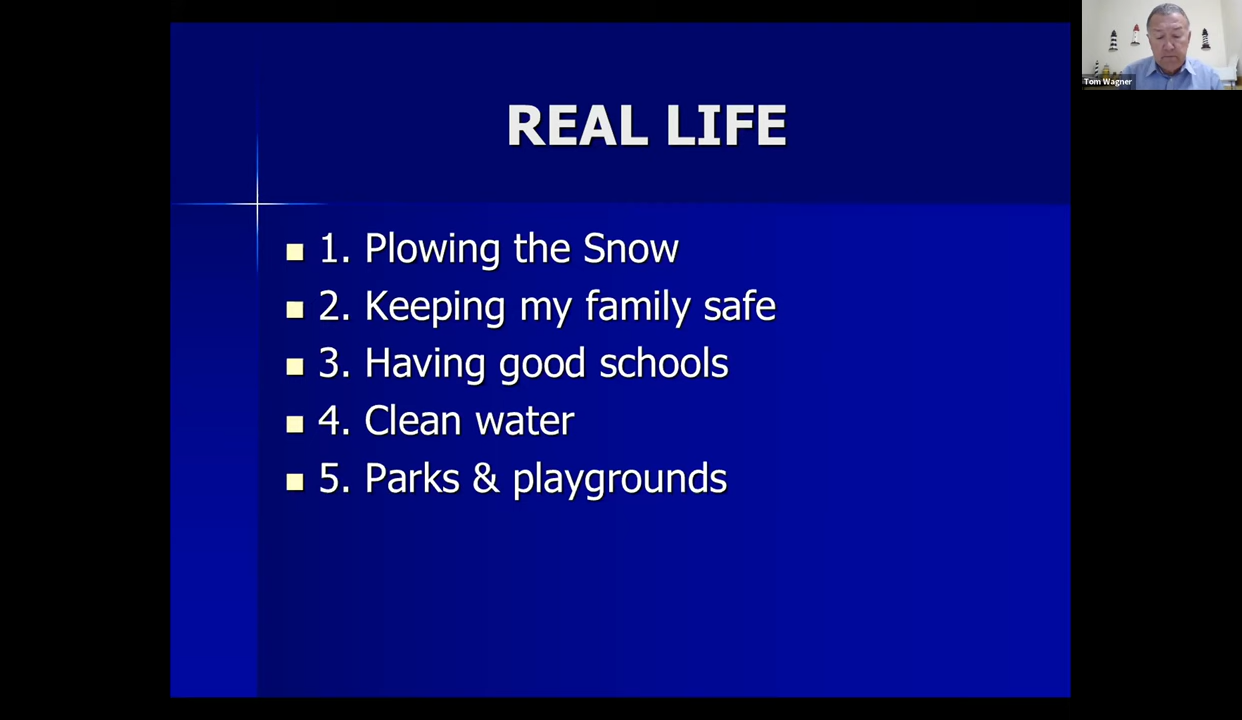 REAL LIFE
1. Plowing the Snow
2. Keeping my family safe
3. Having good schools
4. Clean water
5. Parks & playgrounds
Tom Wagner